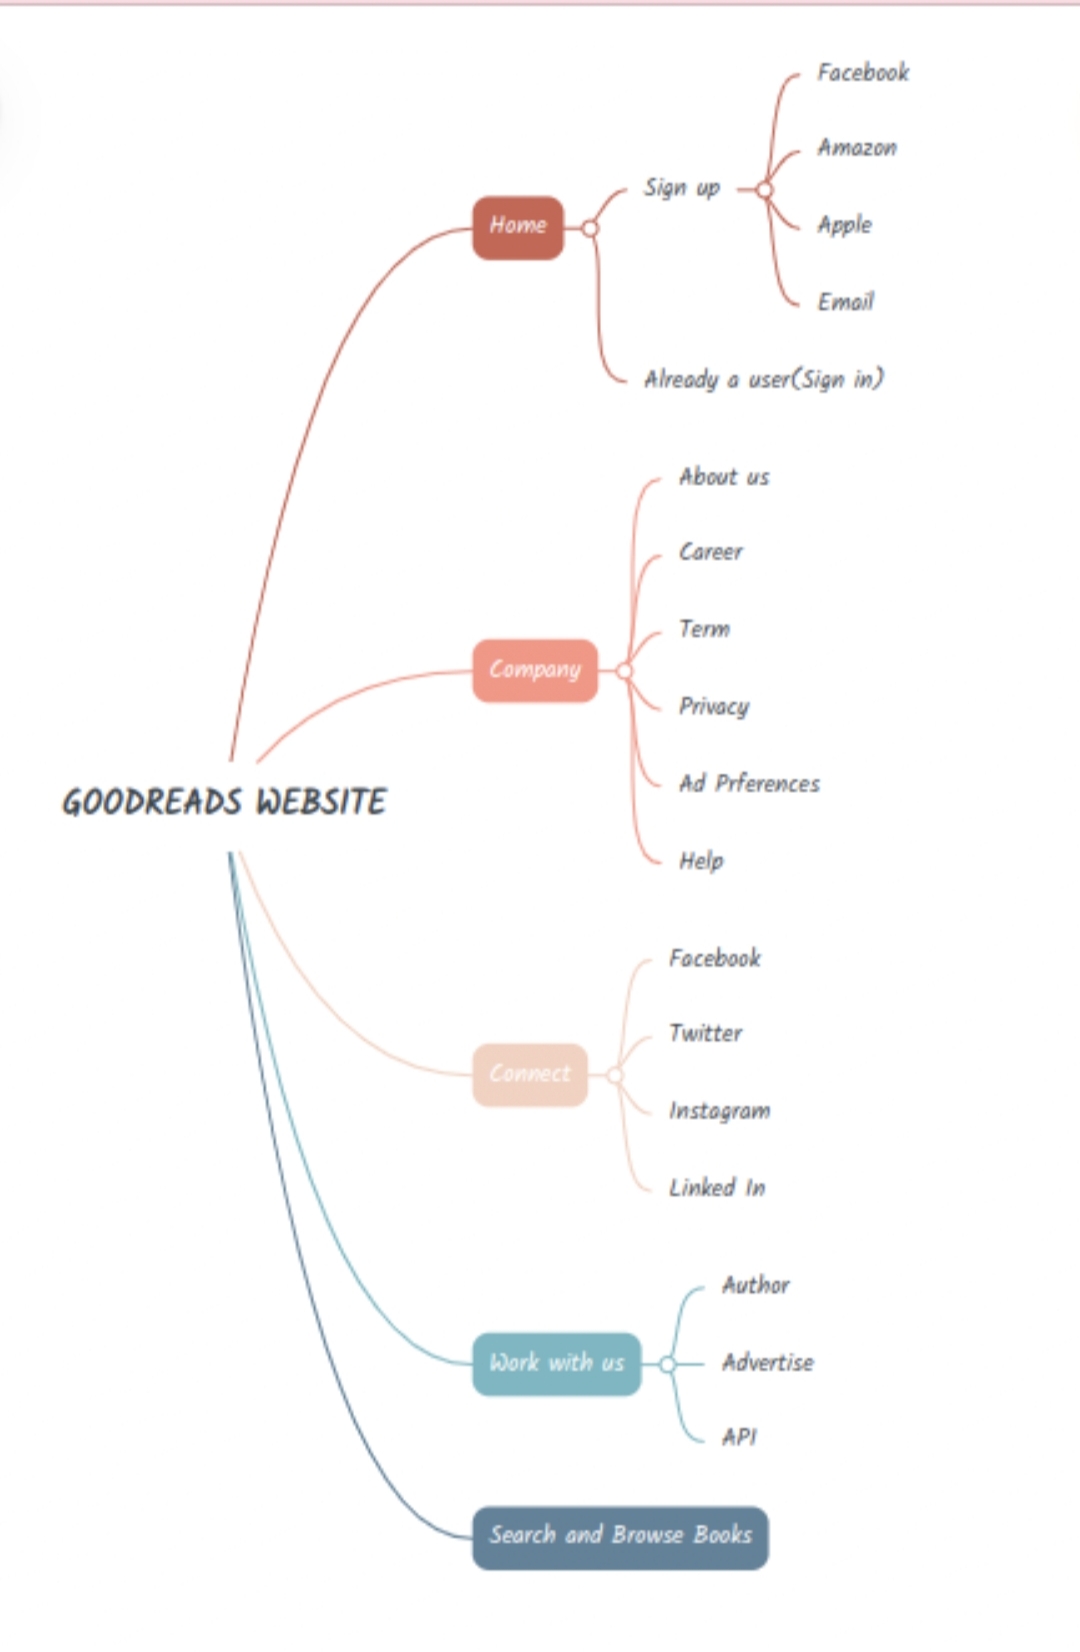 Facebook
Amazon
Sign up
Home
Apple
Email
Already a user(Sign in)
About us
Career
Term
Company
Privacy
Ad Prferences
GOODREADS WEBSITE
Help
Facebook
Twitter
Connect
Instagram
Linked In
Author
Work with us
Advertise
API
Search and Browse Books